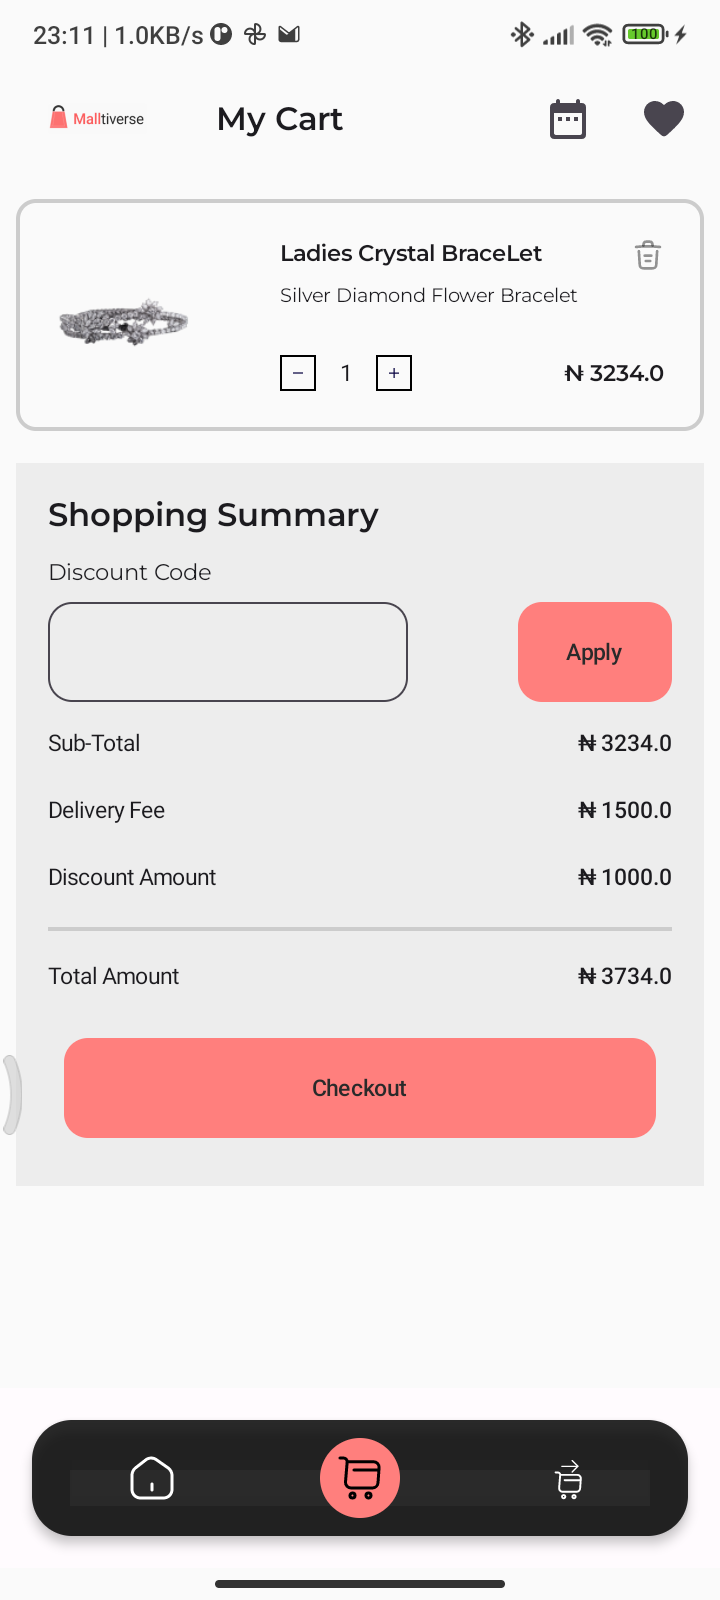 23:11 | 1.0KB/s 100
Malltiverse My Cart
Ladies Crystal BraceLet
Silver Diamond Flower Bracelet
− 1 + ₦ 3234.0
Shopping Summary
Discount Code
Apply
Sub-Total ₦ 3234.0
Delivery Fee ₦ 1500.0
Discount Amount ₦ 1000.0
Total Amount ₦ 3734.0
Checkout